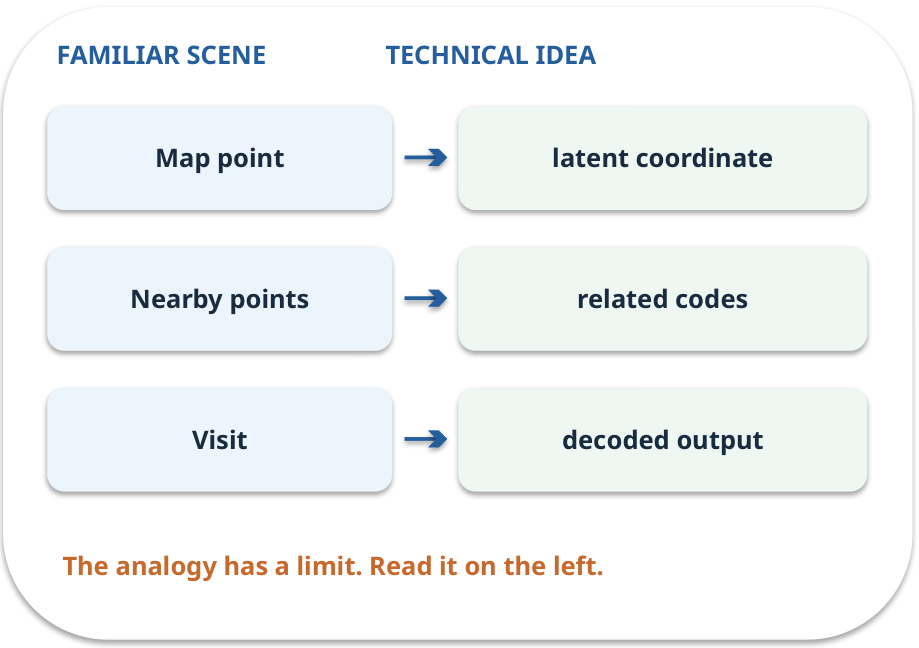 FAMILIAR SCENE TECHNICAL IDEA
Map point latent coordinate
Nearby points related codes
Visit decoded output
The analogy has a limit. Read it on the left.